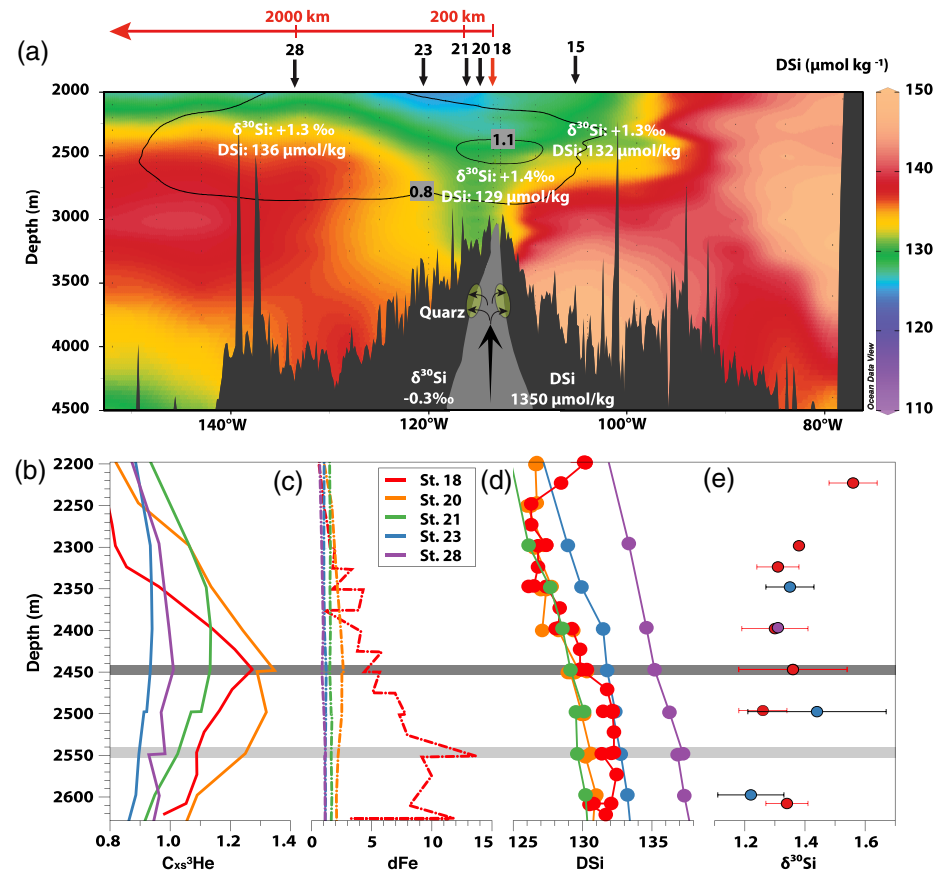 2000 km 200 km
(a) 28 23 21 20 18 15
DSi (μmol kg ⁻¹)
2000
2500
3000
3500
4000
4500
Depth (m)
δ³⁰Si: +1.3 ‰
DSi: 136 μmol/kg
1.1
δ³⁰Si: +1.3‰
DSi: 132 μmol/kg
δ³⁰Si: +1.4‰
DSi: 129 μmol/kg
0.8
Quarz
δ³⁰Si
-0.3‰
DSi
1350 μmol/kg
140°W 120°W 100°W 80°W
150
140
130
120
110
Ocean Data View
(b) (c) (d) (e)
St. 18
St. 20
St. 21
St. 23
St. 28
2200
2250
2300
2350
2400
2450
2500
2550
2600
Depth (m)
0.8 1.0 1.2 1.4
Cxs³He
0 5 10 15
dFe
125 130 135
DSi
1.2 1.4 1.6
δ³⁰Si